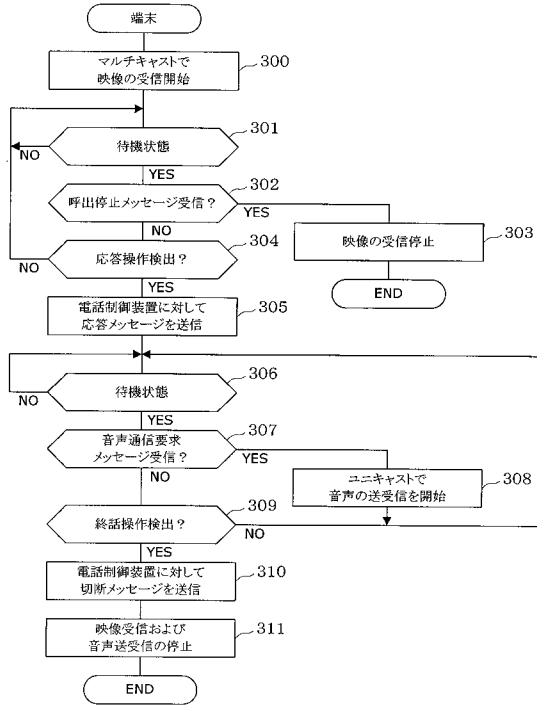 端末
マルチキャストで
映像の受信開始
300
待機状態
301
NO
YES
呼出停止メッセージ受信？
302
YES
NO
映像の受信停止
303
END
応答操作検出？
304
NO
YES
電話制御装置に対して
応答メッセージを送信
305
待機状態
306
NO
YES
音声通信要求
メッセージ受信？
307
YES
NO
ユニキャストで
音声の送受信を開始
308
終話操作検出？
309
NO
YES
電話制御装置に対して
切断メッセージを送信
310
映像受信および
音声送受信の停止
311
END